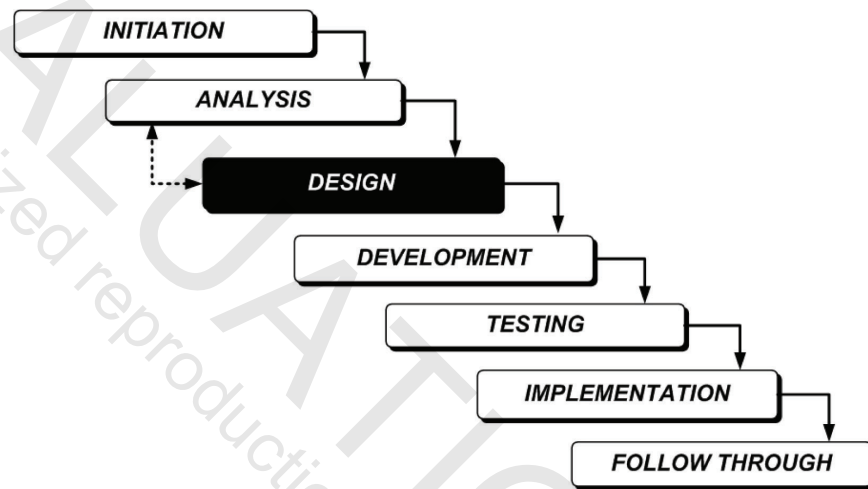 INITIATION
ANALYSIS
DESIGN
DEVELOPMENT
TESTING
IMPLEMENTATION
FOLLOW THROUGH